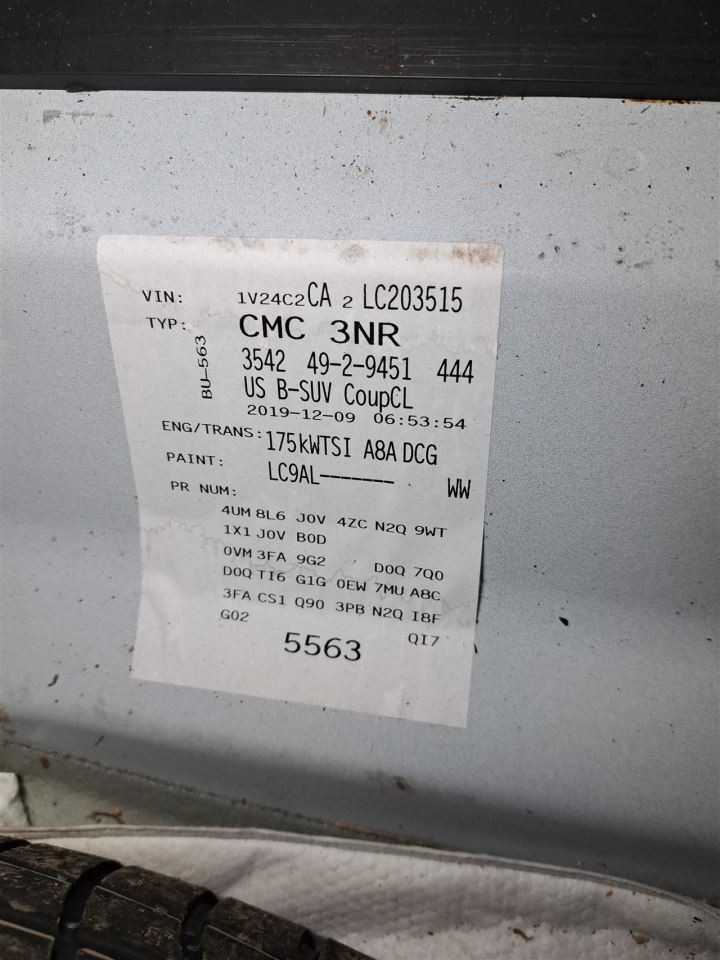 VIN: 1V24C2CA 2 LC203515
TYP: CMC 3NR
BU-563
3542 49-2-9451 444
US B-SUV CoupCL
2019-12-09 06:53:54
ENG/TRANS: 175kWTSI A8A DCG
PAINT: LC9AL------- WW
PR NUM:
4UM 8L6 J0V 4ZC N2Q 9WT
1X1 J0V B0D
0VM 3FA 9G2 D0Q 7Q0
D0Q TI6 G1G 0EW 7MU A8C
3FA CS1 Q90 3PB N2Q I8F
G02 QI7
5563